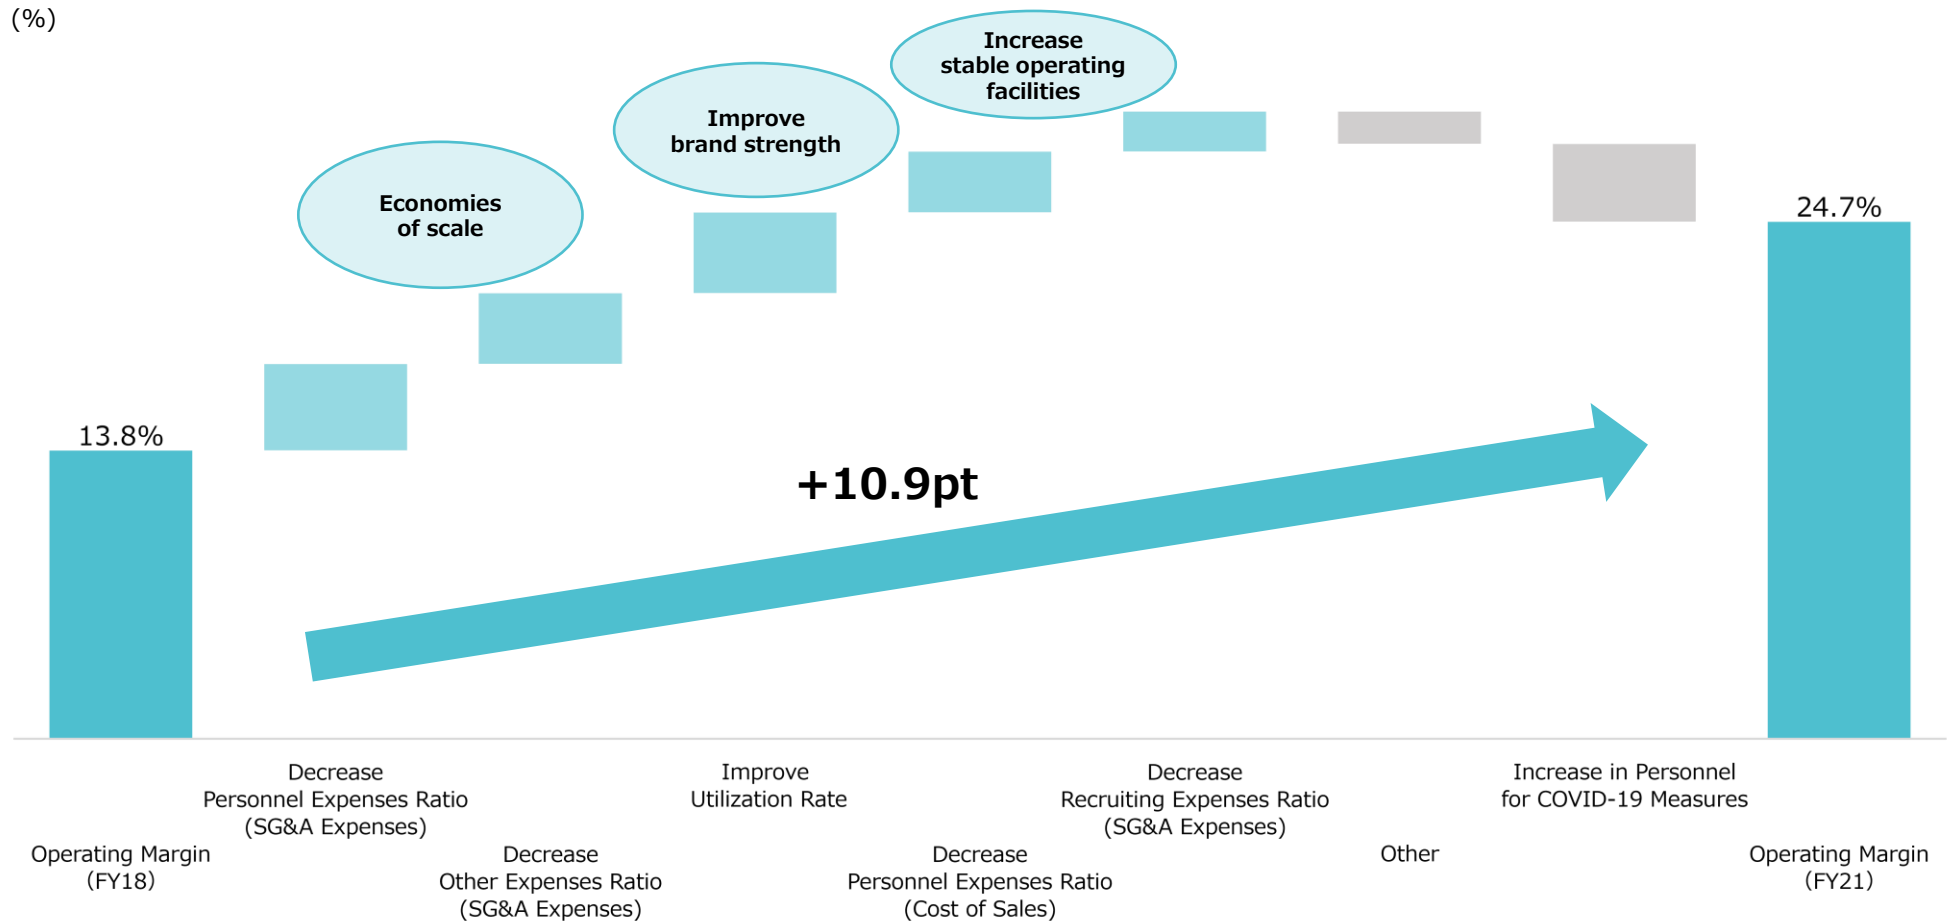 (%)
Increase
stable operating
facilities
Improve
brand strength
Economies
of scale
24.7%
13.8%
+10.9pt
Decrease
Personnel Expenses Ratio
(SG&A Expenses)
Improve
Utilization Rate
Decrease
Recruiting Expenses Ratio
(SG&A Expenses)
Increase in Personnel
for COVID-19 Measures
Operating Margin
(FY18)
Decrease
Other Expenses Ratio
(SG&A Expenses)
Decrease
Personnel Expenses Ratio
(Cost of Sales)
Other
Operating Margin
(FY21)